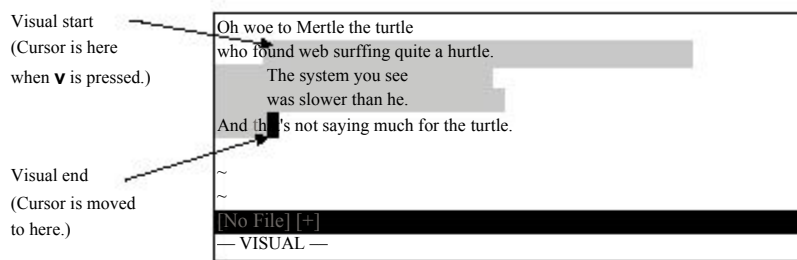 Visual start
(Cursor is here
when v is pressed.)
Visual end
(Cursor is moved
to here.)
Oh woe to Mertle the turtle
who found web surffing quite a hurtle.
The system you see
was slower than he.
And that's not saying much for the turtle.
~
~
[No File] [+]
— VISUAL —